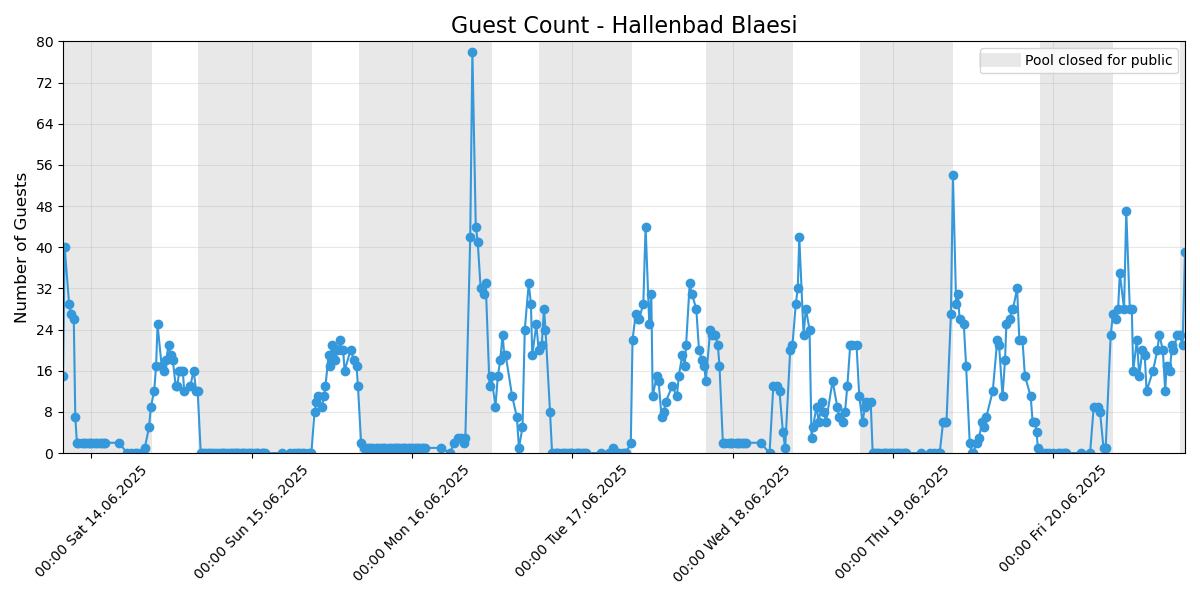 Guest Count - Hallenbad Blaesi
Number of Guests
80
72
64
56
48
40
32
24
16
8
0
Pool closed for public
00:00 Sat 14.06.2025
00:00 Sun 15.06.2025
00:00 Mon 16.06.2025
00:00 Tue 17.06.2025
00:00 Wed 18.06.2025
00:00 Thu 19.06.2025
00:00 Fri 20.06.2025